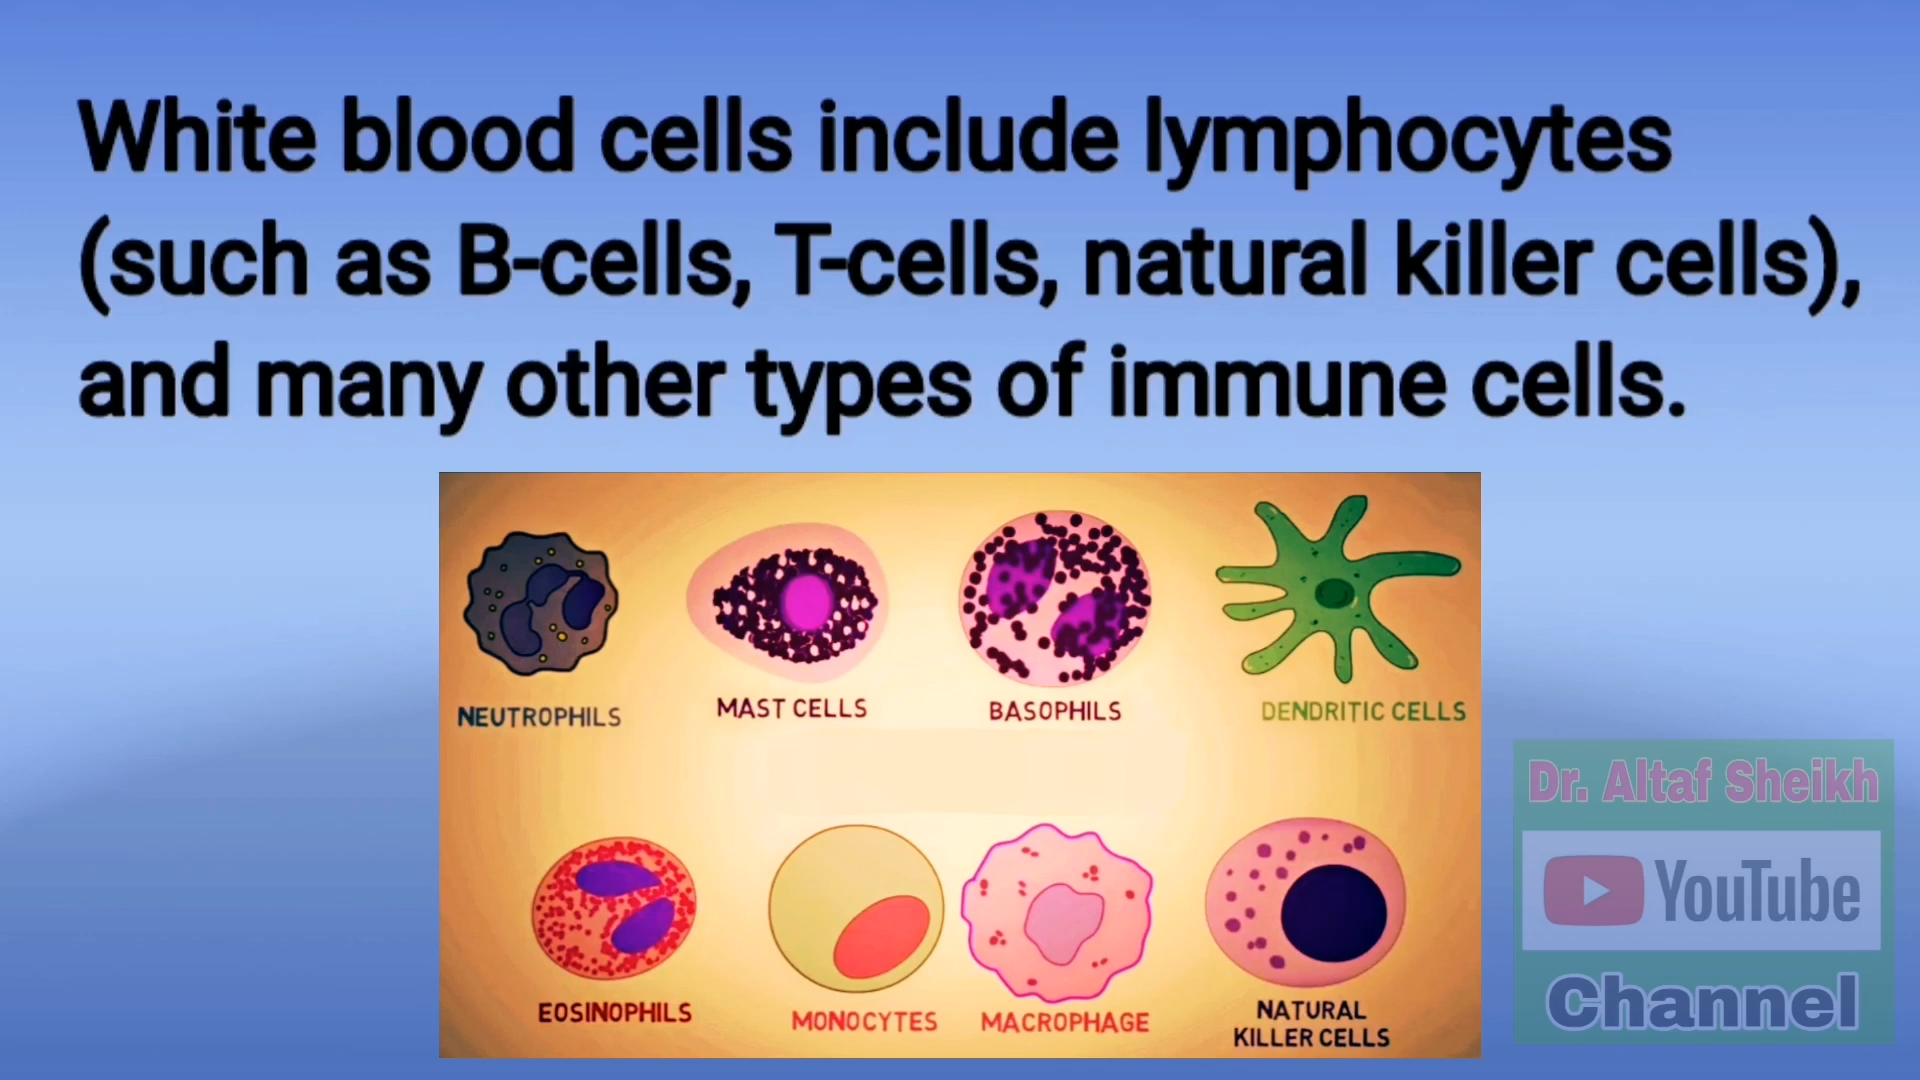 White blood cells include lymphocytes
(such as B-cells, T-cells, natural killer cells),
and many other types of immune cells.
NEUTROPHILS
MAST CELLS
BASOPHILS
DENDRITIC CELLS
EOSINOPHILS
MONOCYTES
MACROPHAGE
NATURAL
KILLER CELLS
Dr. Altaf Sheikh
YouTube
Channel